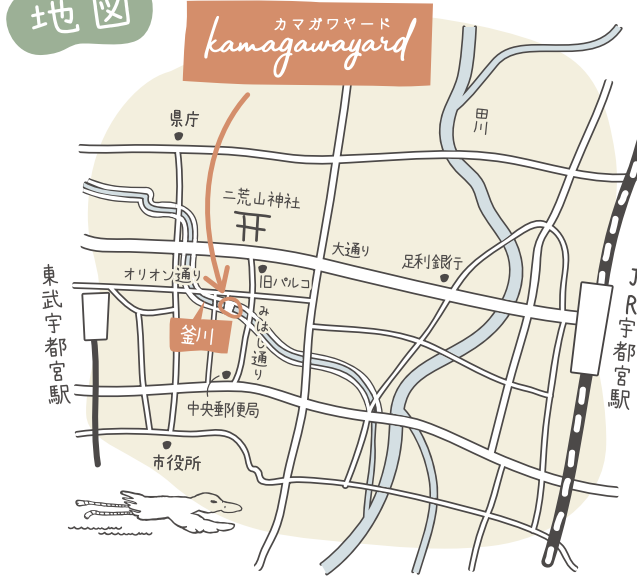 地図
カマガワヤード
kamagawayard
県庁
田川
二荒山神社
大通り
足利銀行
オリオン通り
旧パルコ
みはし通り
釜川
東武宇都宮駅
JR宇都宮駅
中央郵便局
市役所